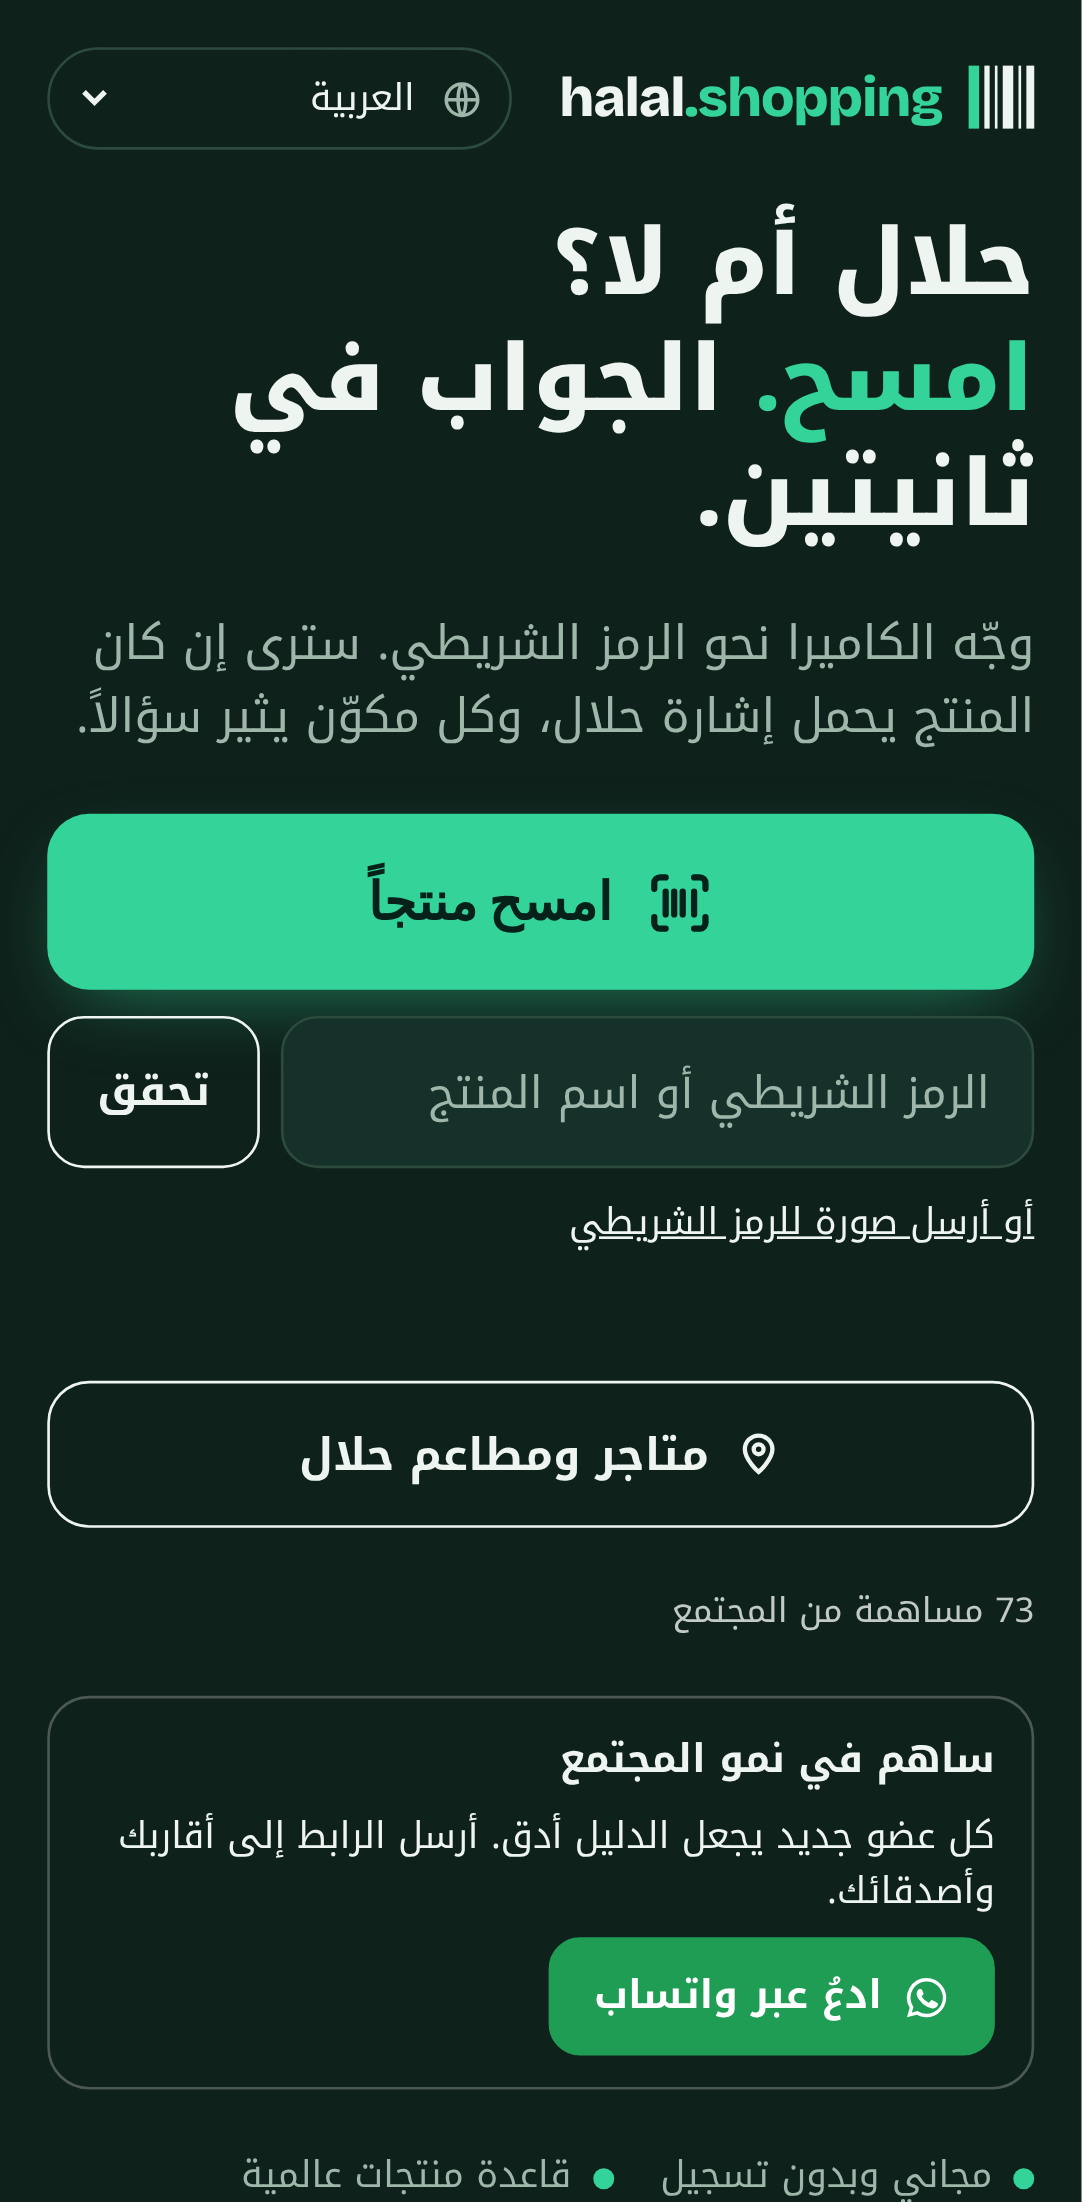 halal.shopping
العربية
حلال أم لا؟
امسح. الجواب في
ثانيتين.
وجّه الكاميرا نحو الرمز الشريطي. سترى إن كان
المنتج يحمل إشارة حلال، وكل مكوّن يثير سؤالاً.
امسح منتجاً
الرمز الشريطي أو اسم المنتج
تحقق
أو أرسل صورة للرمز الشريطي
متاجر ومطاعم حلال
73 مساهمة من المجتمع
ساهم في نمو المجتمع
كل عضو جديد يجعل الدليل أدق. أرسل الرابط إلى أقاربك
وأصدقائك.
ادعُ عبر واتساب
مجاني وبدون تسجيل
قاعدة منتجات عالمية